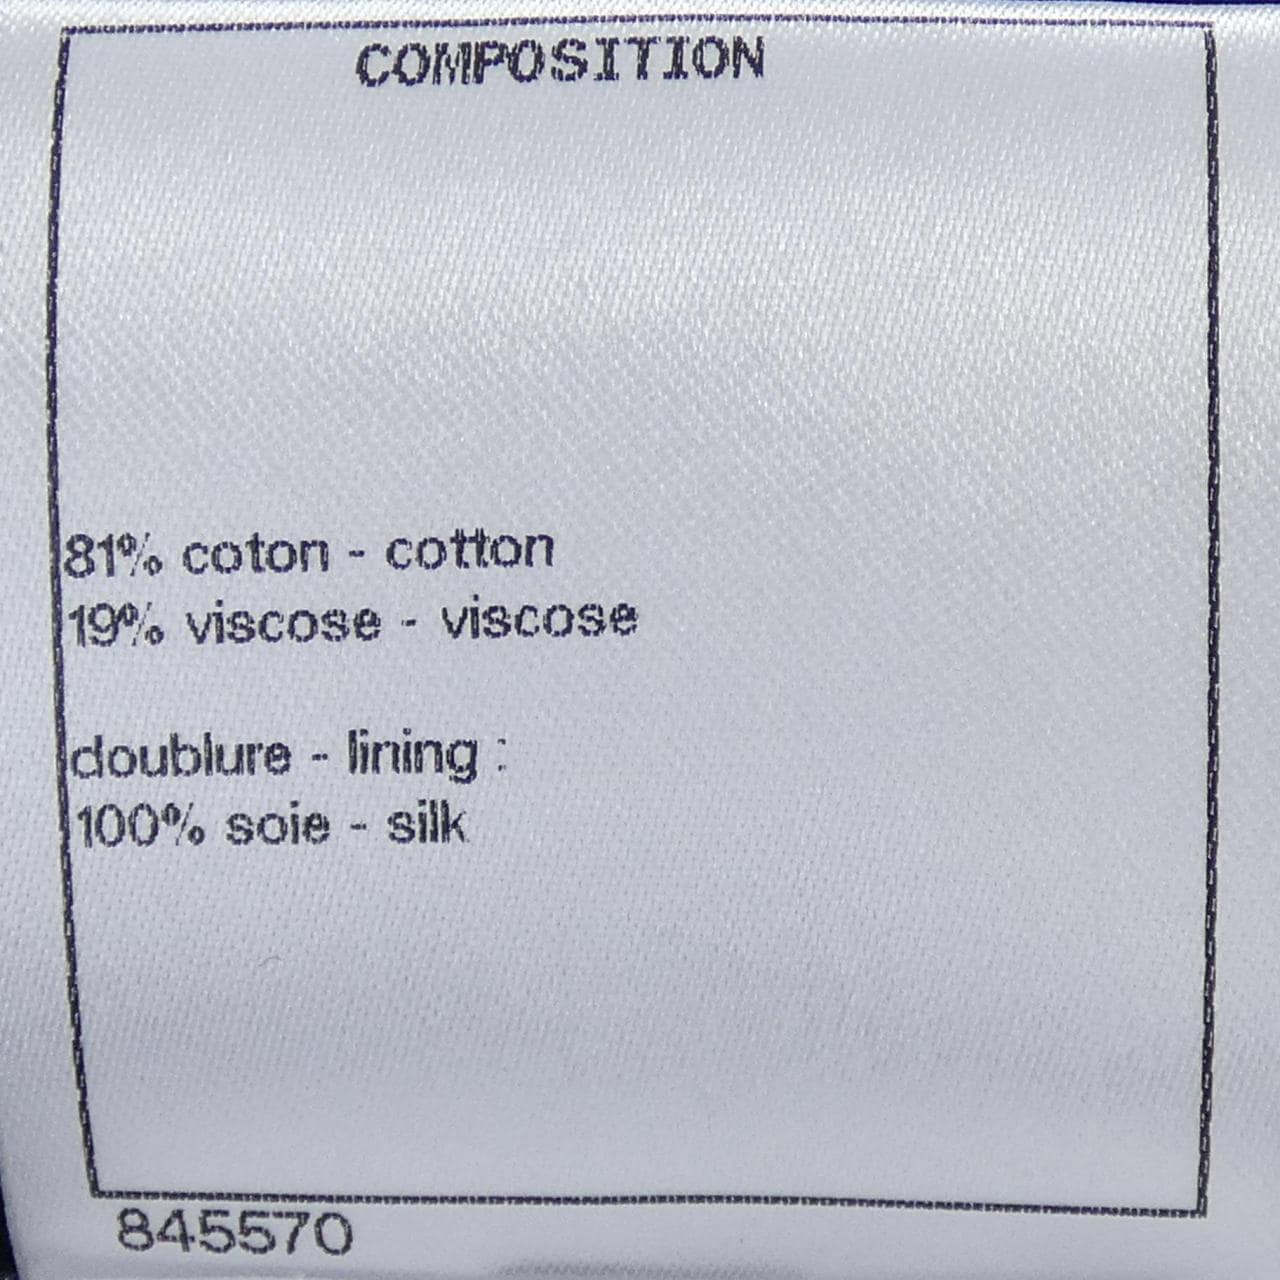 COMPOSITION
81% coton - cotton
19% viscose - viscose
doublure - lining :
100% soie - silk
845570